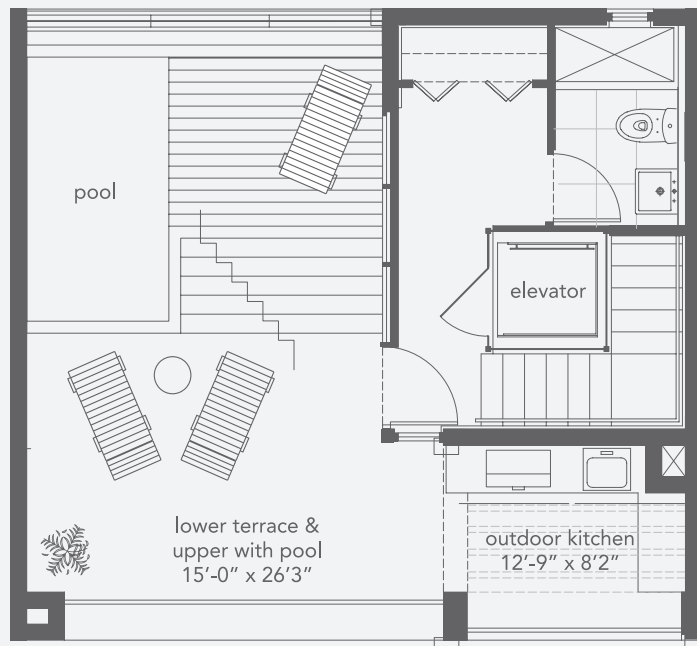 pool
elevator
lower terrace &
upper with pool
15’-0” x 26’3”
outdoor kitchen
12’-9” x 8’2”